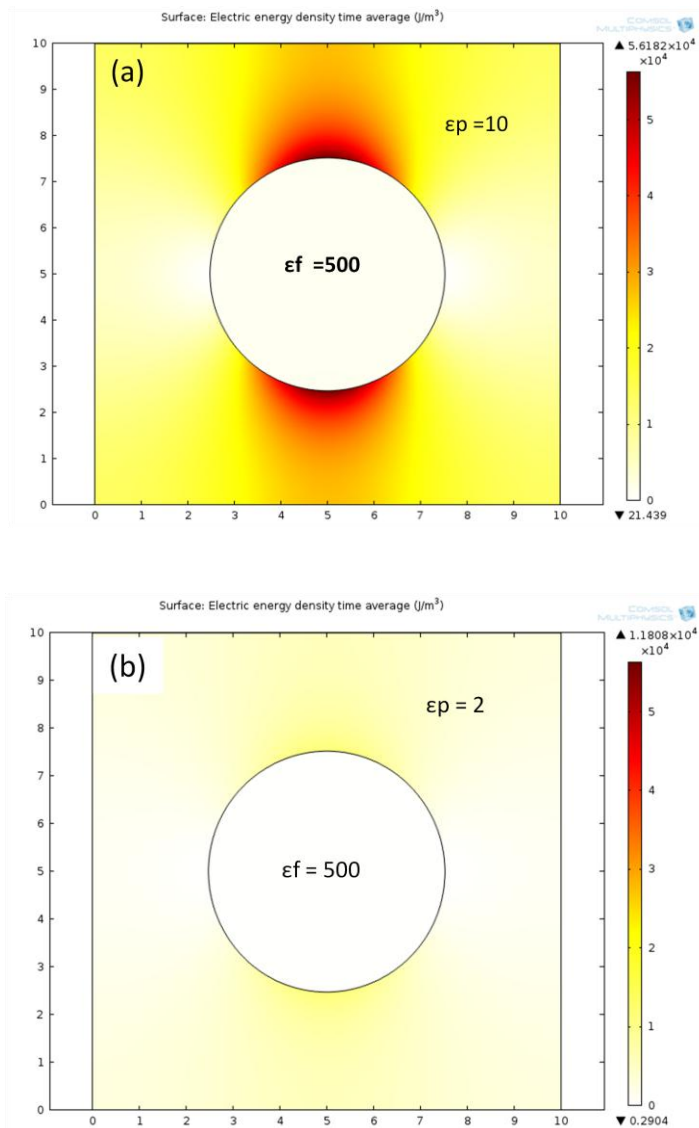 Surface: Electric energy density time average (J/m³)
COMSOL
MULTIPHYSICS
▲ 5.6182×10⁴
×10⁴
(a)
εp =10
εf =500
10
9
8
7
6
5
4
3
2
1
0
0 1 2 3 4 5 6 7 8 9 10
5
4
3
2
1
0
▼ 21.439
Surface: Electric energy density time average (J/m³)
COMSOL
MULTIPHYSICS
▲ 1.1808×10⁴
×10⁴
(b)
εp = 2
εf = 500
10
9
8
7
6
5
4
3
2
1
0
0 1 2 3 4 5 6 7 8 9 10
5
4
3
2
1
0
▼ 0.2904